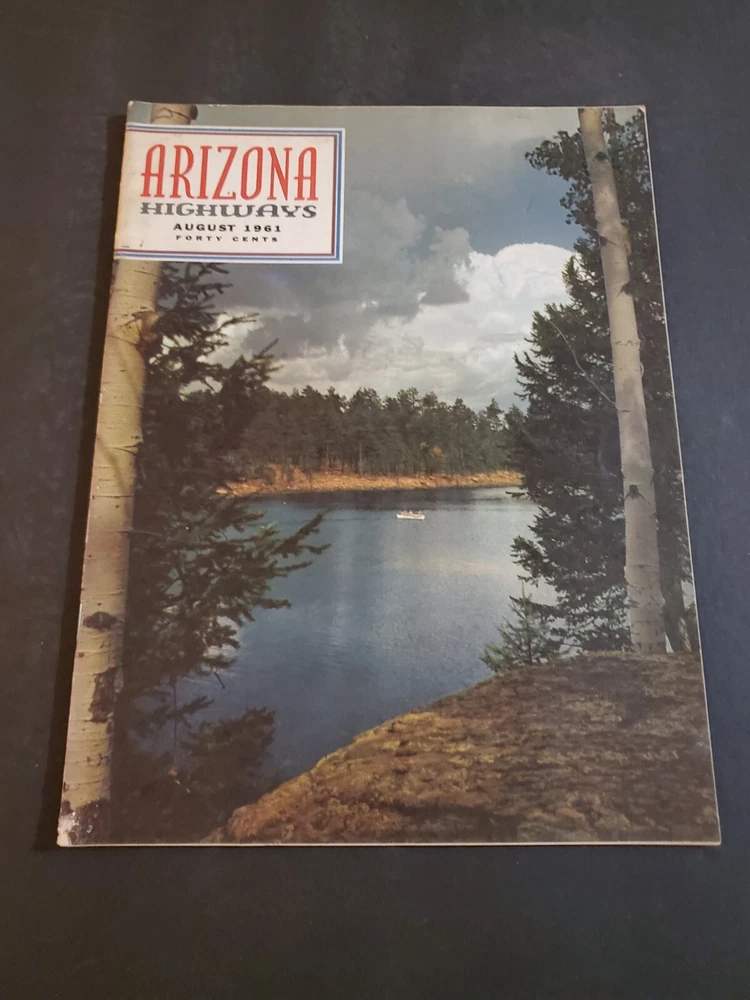 ARIZONA
HIGHWAYS
AUGUST 1961
FORTY CENTS